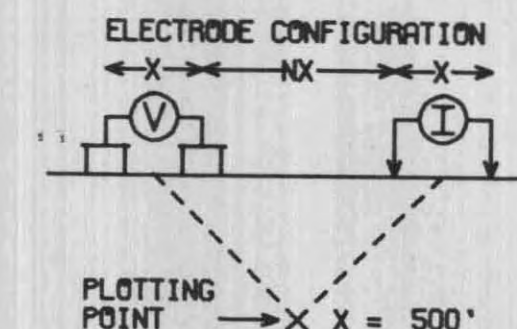 ELECTRODE CONFIGURATION
X NX X
V I
PLOTTING
POINT X X = 500'